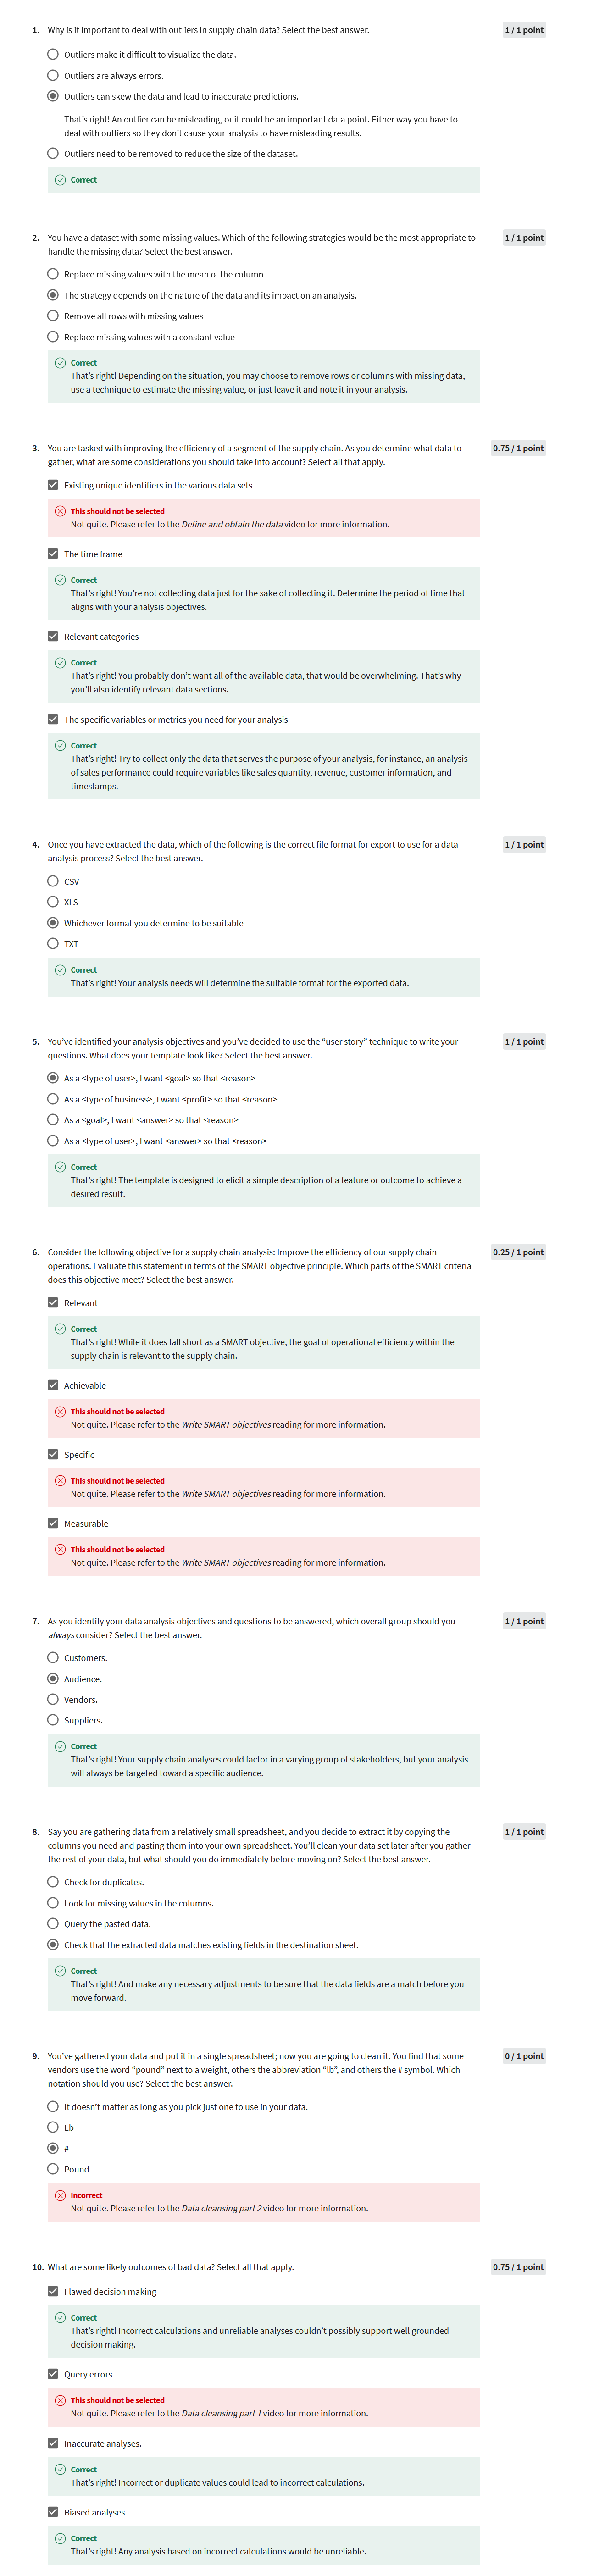 1. Why is it important to deal with outliers in supply chain data? Select the best answer.
1 / 1 point
Outliers make it difficult to visualize the data.
Outliers are always errors.
Outliers can skew the data and lead to inaccurate predictions.
That's right! An outlier can be misleading, or it could be an important data point. Either way you have to
deal with outliers so they don't cause your analysis to have misleading results.
Outliers need to be removed to reduce the size of the dataset.
Correct
2. You have a dataset with some missing values. Which of the following strategies would be the most appropriate to
handle the missing data? Select the best answer.
1 / 1 point
Replace missing values with the mean of the column
The strategy depends on the nature of the data and its impact on an analysis.
Remove all rows with missing values
Replace missing values with a constant value
Correct
That's right! Depending on the situation, you may choose to remove rows or columns with missing data,
use a technique to estimate the missing value, or just leave it and note it in your analysis.
3. You are tasked with improving the efficiency of a segment of the supply chain. As you determine what data to
gather, what are some considerations you should take into account? Select all that apply.
0.75 / 1 point
Existing unique identifiers in the various data sets
This should not be selected
Not quite. Please refer to the Define and obtain the data video for more information.
The time frame
Correct
That's right! You're not collecting data just for the sake of collecting it. Determine the period of time that
aligns with your analysis objectives.
Relevant categories
Correct
That's right! You probably don't want all of the available data, that would be overwhelming. That's why
you'll also identify relevant data sections.
The specific variables or metrics you need for your analysis
Correct
That's right! Try to collect only the data that serves the purpose of your analysis, for instance, an analysis
of sales performance could require variables like sales quantity, revenue, customer information, and
timestamps.
4. Once you have extracted the data, which of the following is the correct file format for export to use for a data
analysis process? Select the best answer.
1 / 1 point
CSV
XLS
Whichever format you determine to be suitable
TXT
Correct
That's right! Your analysis needs will determine the suitable format for the exported data.
5. You've identified your analysis objectives and you've decided to use the "user story" technique to write your
questions. What does your template look like? Select the best answer.
1 / 1 point
As a <type of user>, I want <goal> so that <reason>
As a <type of business>, I want <profit> so that <reason>
As a <goal>, I want <answer> so that <reason>
As a <type of user>, I want <answer> so that <reason>
Correct
That's right! The template is designed to elicit a simple description of a feature or outcome to achieve a
desired result.
6. Consider the following objective for a supply chain analysis: Improve the efficiency of our supply chain
operations. Evaluate this statement in terms of the SMART objective principle. Which parts of the SMART criteria
does this objective meet? Select the best answer.
0.25 / 1 point
Relevant
Correct
That's right! While it does fall short as a SMART objective, the goal of operational efficiency within the
supply chain is relevant to the supply chain.
Achievable
This should not be selected
Not quite. Please refer to the Write SMART objectives reading for more information.
Specific
This should not be selected
Not quite. Please refer to the Write SMART objectives reading for more information.
Measurable
This should not be selected
Not quite. Please refer to the Write SMART objectives reading for more information.
7. As you identify your data analysis objectives and questions to be answered, which overall group should you
always consider? Select the best answer.
1 / 1 point
Customers.
Audience.
Vendors.
Suppliers.
Correct
That's right! Your supply chain analyses could factor in a varying group of stakeholders, but your analysis
will always be targeted toward a specific audience.
8. Say you are gathering data from a relatively small spreadsheet, and you decide to extract it by copying the
columns you need and pasting them into your own spreadsheet. You'll clean your data set later after you gather
the rest of your data, but what should you do immediately before moving on? Select the best answer.
1 / 1 point
Check for duplicates.
Look for missing values in the columns.
Query the pasted data.
Check that the extracted data matches existing fields in the destination sheet.
Correct
That's right! And make any necessary adjustments to be sure that the data fields are a match before you
move forward.
9. You've gathered your data and put it in a single spreadsheet; now you are going to clean it. You find that some
vendors use the word "pound" next to a weight, others the abbreviation "lb", and others the # symbol. Which
notation should you use? Select the best answer.
0 / 1 point
It doesn't matter as long as you pick just one to use in your data.
Lb
#
Pound
Incorrect
Not quite. Please refer to the Data cleansing part 2 video for more information.
10. What are some likely outcomes of bad data? Select all that apply.
0.75 / 1 point
Flawed decision making
Correct
That's right! Incorrect calculations and unreliable analyses couldn't possibly support well grounded
decision making.
Query errors
This should not be selected
Not quite. Please refer to the Data cleansing part 1 video for more information.
Inaccurate analyses.
Correct
That's right! Incorrect or duplicate values could lead to incorrect calculations.
Biased analyses
Correct
That's right! Any analysis based on incorrect calculations would be unreliable.